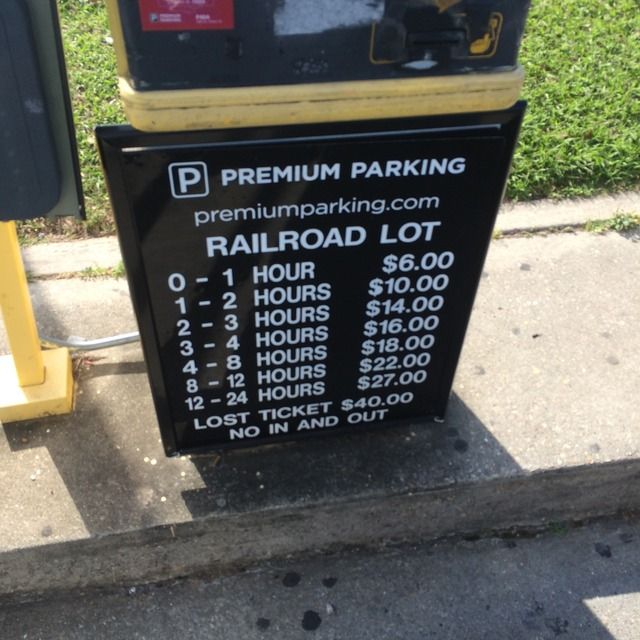 P PREMIUM PARKING
premiumparking.com
RAILROAD LOT
0 - 1 HOUR $6.00
1 - 2 HOURS $10.00
2 - 3 HOURS $14.00
3 - 4 HOURS $16.00
4 - 8 HOURS $18.00
8 - 12 HOURS $22.00
12 - 24 HOURS $27.00
LOST TICKET $40.00
NO IN AND OUT